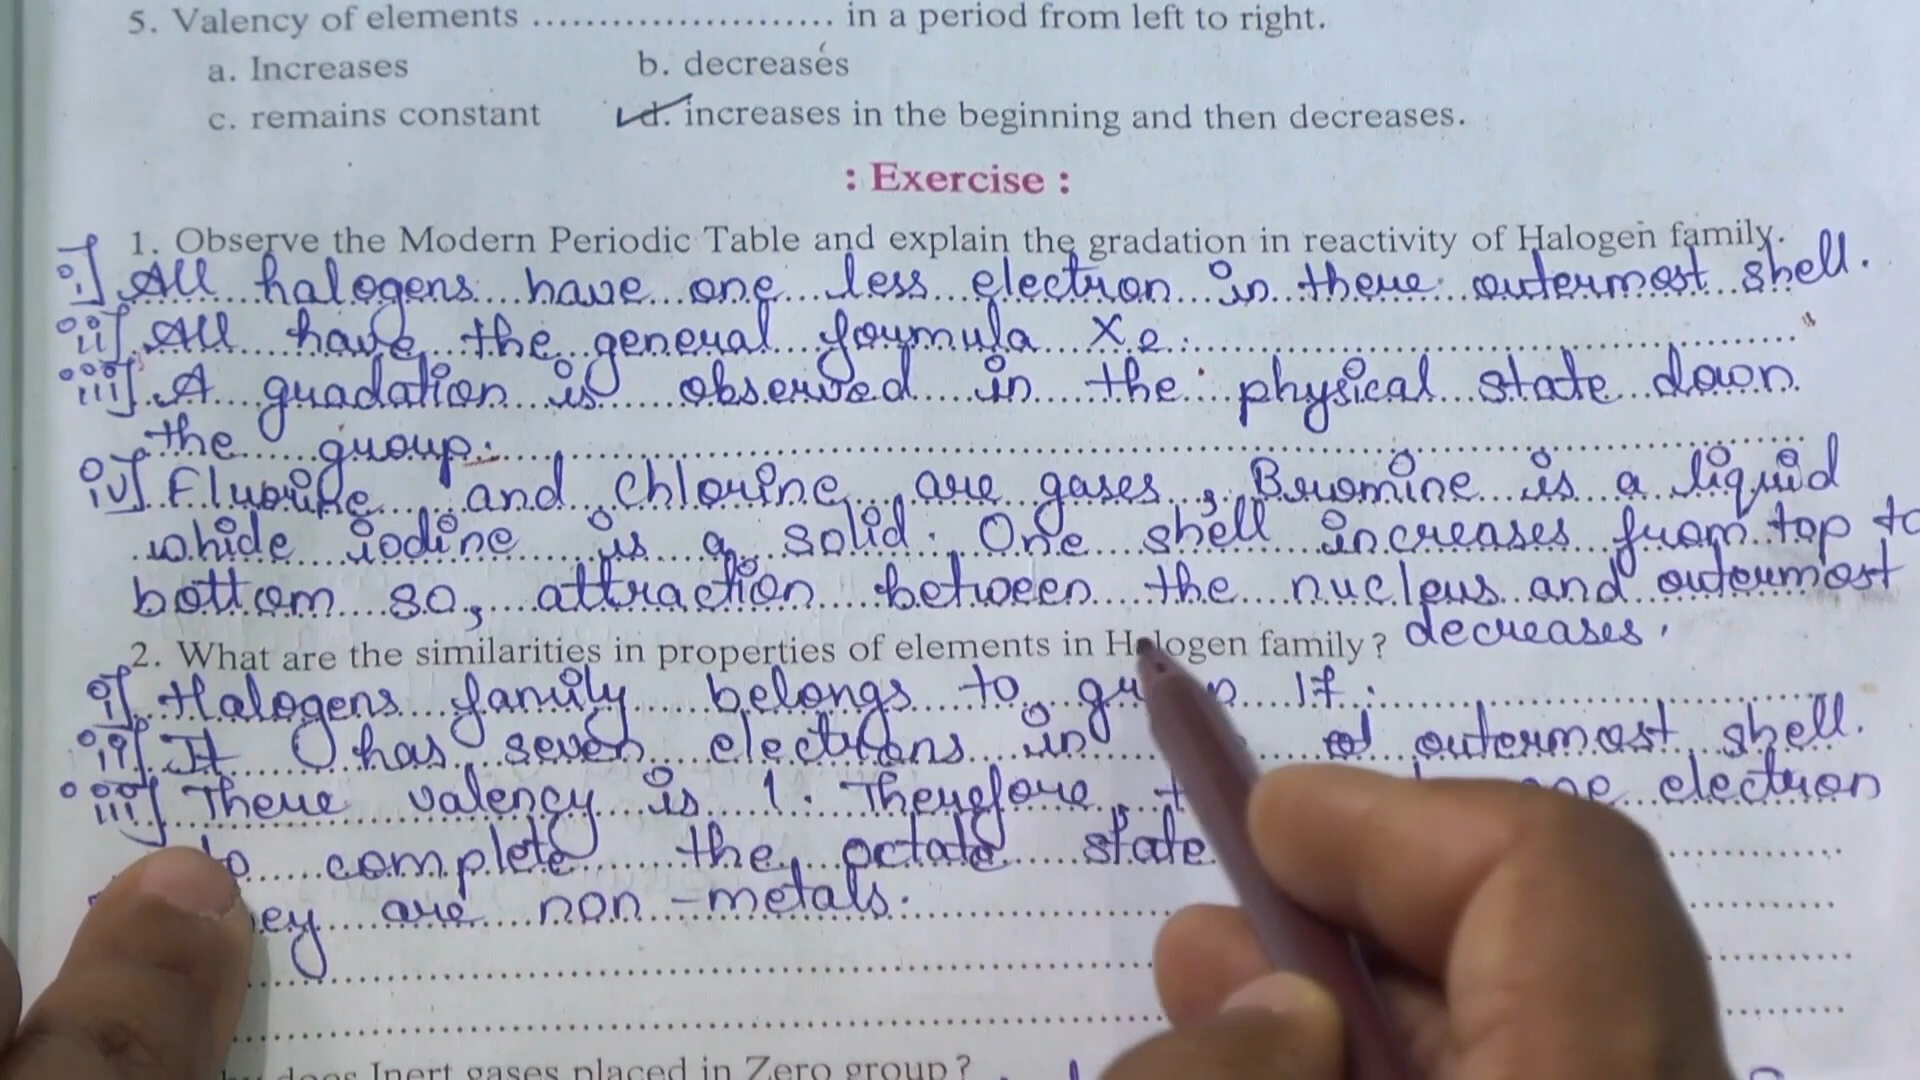 5. Valency of elements ........................ in a period from left to right.
a. Increases b. decreases
c. remains constant d. increases in the beginning and then decreases.
: Exercise :
1. Observe the Modern Periodic Table and explain the gradation in reactivity of Halogen family.
i] All halogens have one less electron in there outermost shell.
ii] All have the general formula X2.
iii] A gradation is observed in the physical state down
the group.
iv] Fluorine and chlorine are gases, Bromine is a liquid
whide iodine is a solid. One shell increases from top to
bottom so, attraction between the nucleus and outermost
decreases.
2. What are the similarities in properties of elements in Halogen family?
i] Halogens family belongs to 17.
ii] It has seven electrons in outermost shell.
iii] There valency is 1. Therefore electron
to complete the octate state
are non-metals.
Inert gases placed in Zero group?